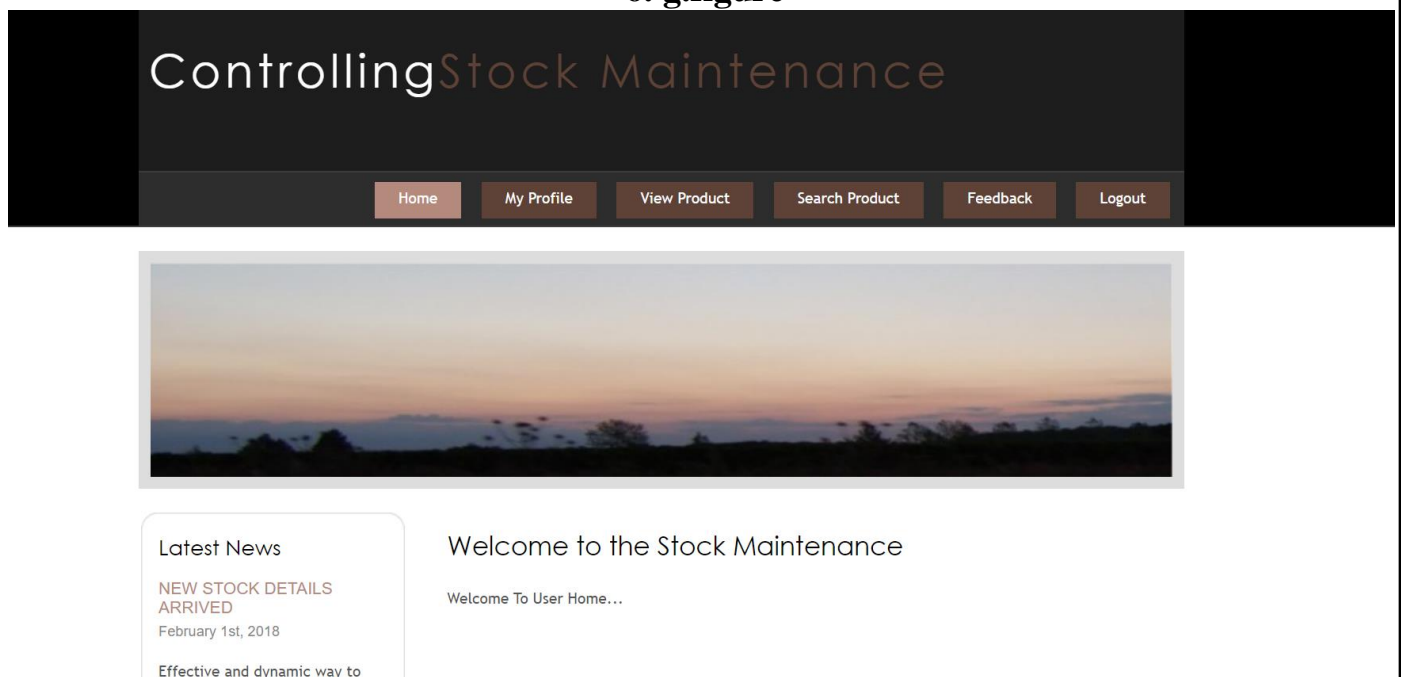 ControllingStock Maintenance
Home My Profile View Product Search Product Feedback Logout
Latest News
Welcome to the Stock Maintenance
NEW STOCK DETAILS
ARRIVED
February 1st, 2018
Welcome To User Home...
Effective and dynamic way to